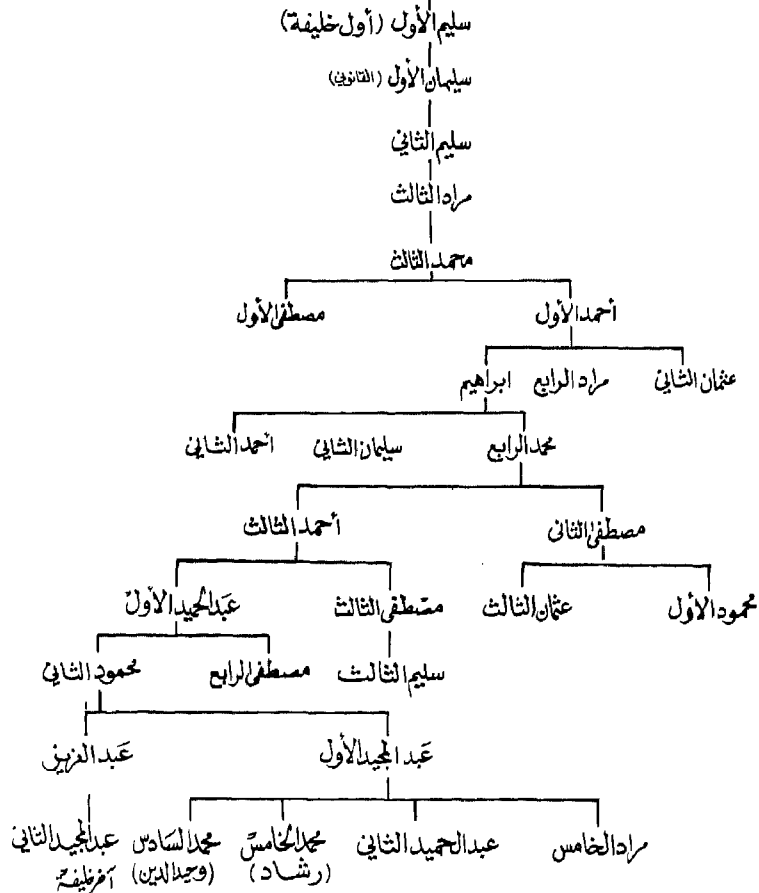 سليم الأول (أول خليفة)
سليمان الأول (القانوني)
سليم الثاني
مراد الثالث
محمد الثالث
أحمد الأول مصطفى الأول
عثمان الثاني مراد الرابع ابراهيم
محمد الرابع سليمان الثاني احمد الثاني
مصطفى الثانى أحمد الثالث
محمود الأول عثمان الثالث مصطفى الثالث عبد الحميد الأول
سليم الثالث مصطفى الرابع محمود الثاني
عبد المجيد الأول عبد العزيز
مراد الخامس عبد الحميد الثاني محمد الخامس محمد السادس عبد المجيد الثاني
(رشاد) (وحيد الدين) آخر خليفة